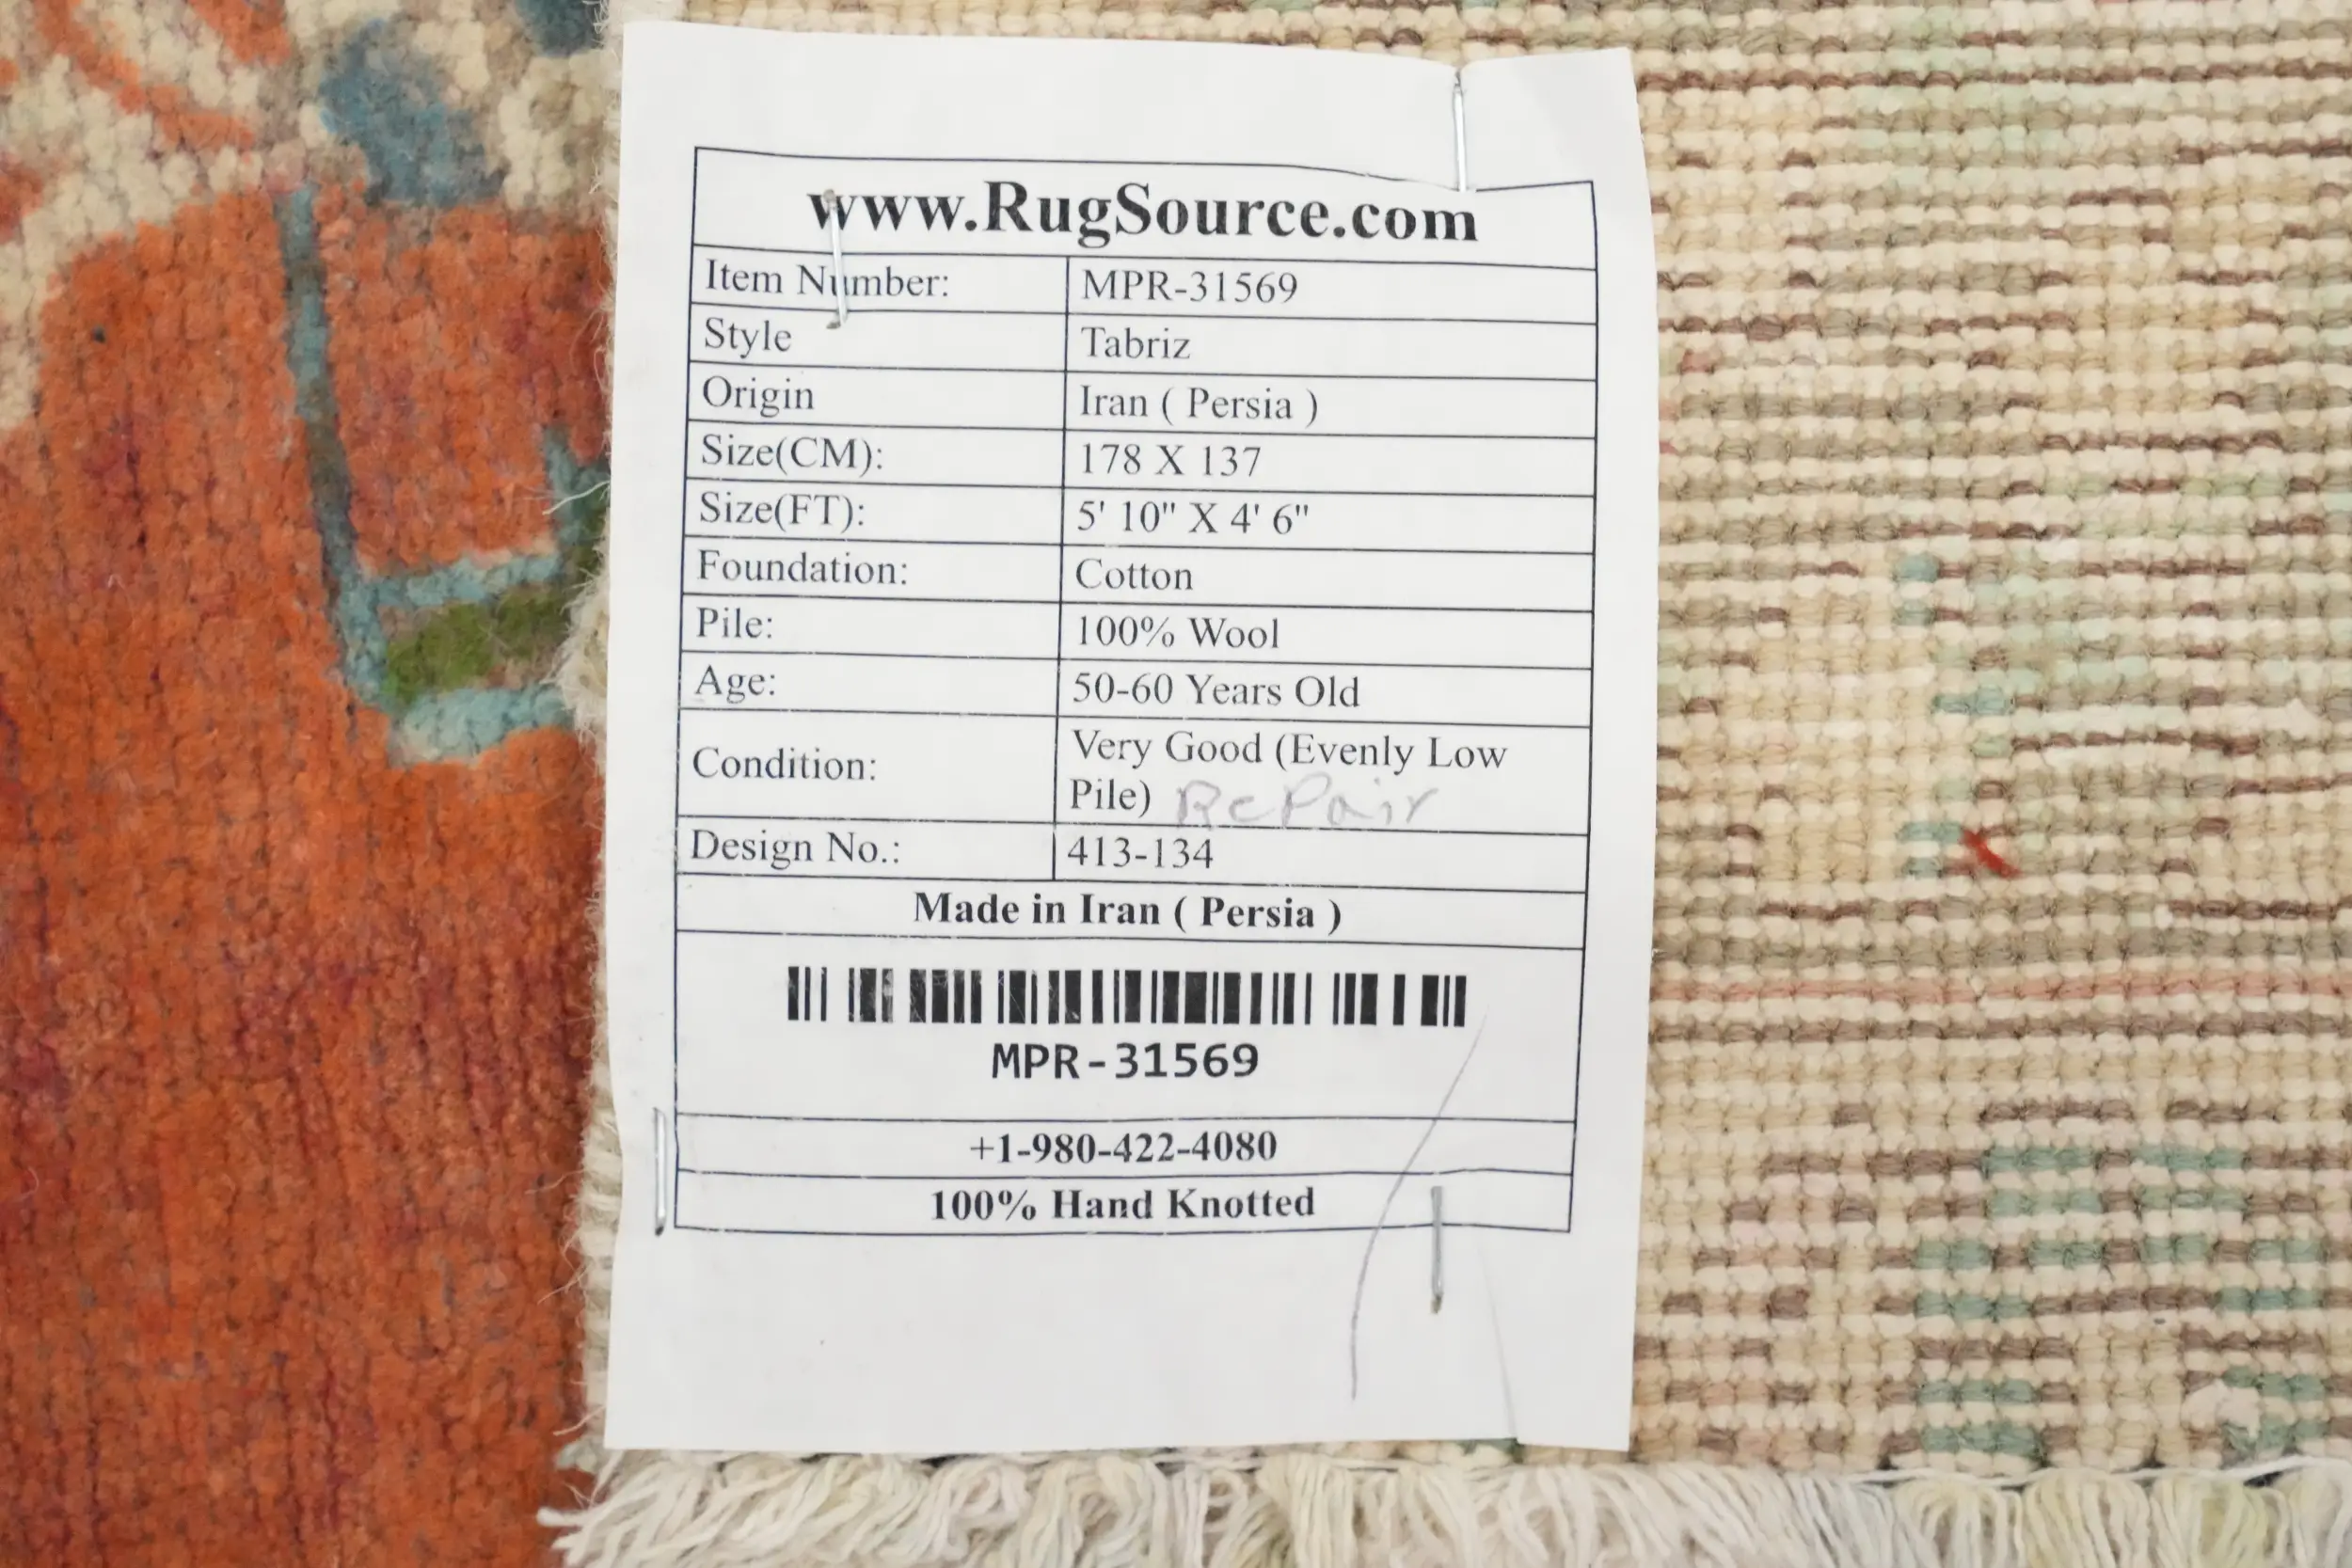 www.RugSource.com
Item Number: MPR-31569
Style Tabriz
Origin Iran ( Persia )
Size(CM): 178 X 137
Size(FT): 5' 10" X 4' 6"
Foundation: Cotton
Pile: 100% Wool
Age: 50-60 Years Old
Condition: Very Good (Evenly Low
Pile) RePair
Design No.: 413-134
Made in Iran ( Persia )
MPR-31569
+1-980-422-4080
100% Hand Knotted